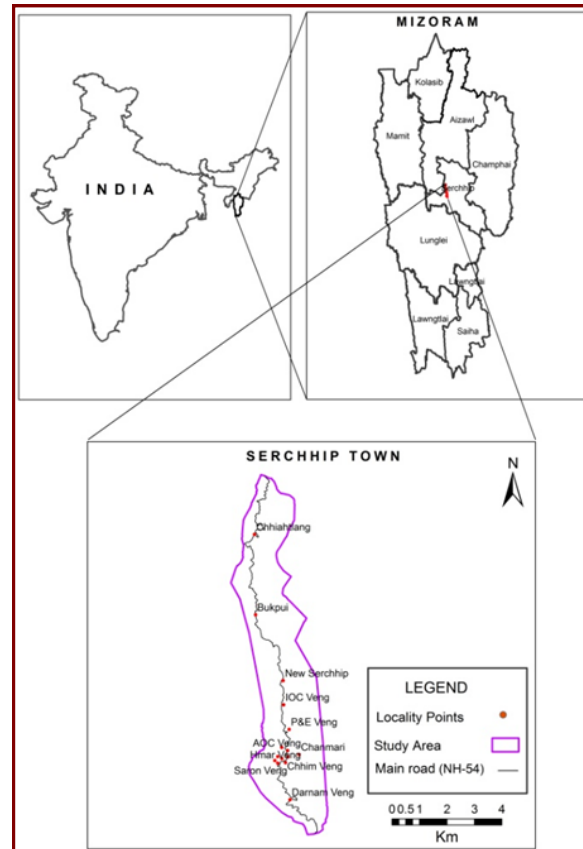 INDIA
MIZORAM
Kolasib
Mamit
Aizawl
Champhai
Serchhip
Lunglei
Lawngtlai
Lawngtlai
Saiha
SERCHHIP TOWN
N
Chhiahtlang
Bukpui
New Serchhip
IOC Veng
P&E Veng
AOC Veng
Chanmari
Hmar Veng
Chhim Veng
Saron Veng
Darnam Veng
LEGEND
Locality Points
Study Area
Main road (NH-54)
0 0.5 1 2 3 4
Km